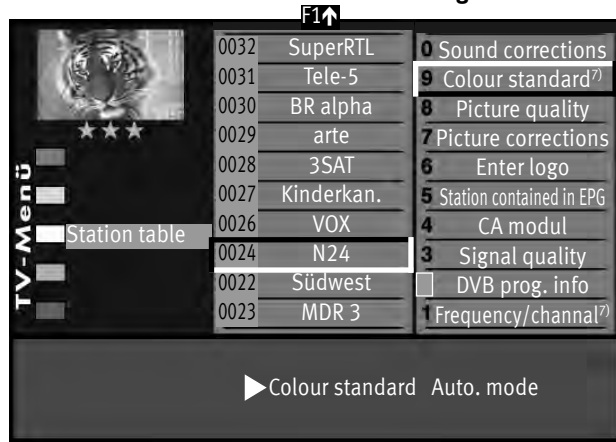 F1↑
TV-Menü
Station table
0032 SuperRTL
0031 Tele-5
0030 BR alpha
0029 arte
0028 3SAT
0027 Kinderkan.
0026 VOX
0024 N24
0022 Südwest
0023 MDR 3
0 Sound corrections
9 Colour standard7)
8 Picture quality
7 Picture corrections
6 Enter logo
5 Station contained in EPG
4 CA modul
3 Signal quality
DVB prog. info
1 Frequency/channal7)
Colour standard Auto. mode